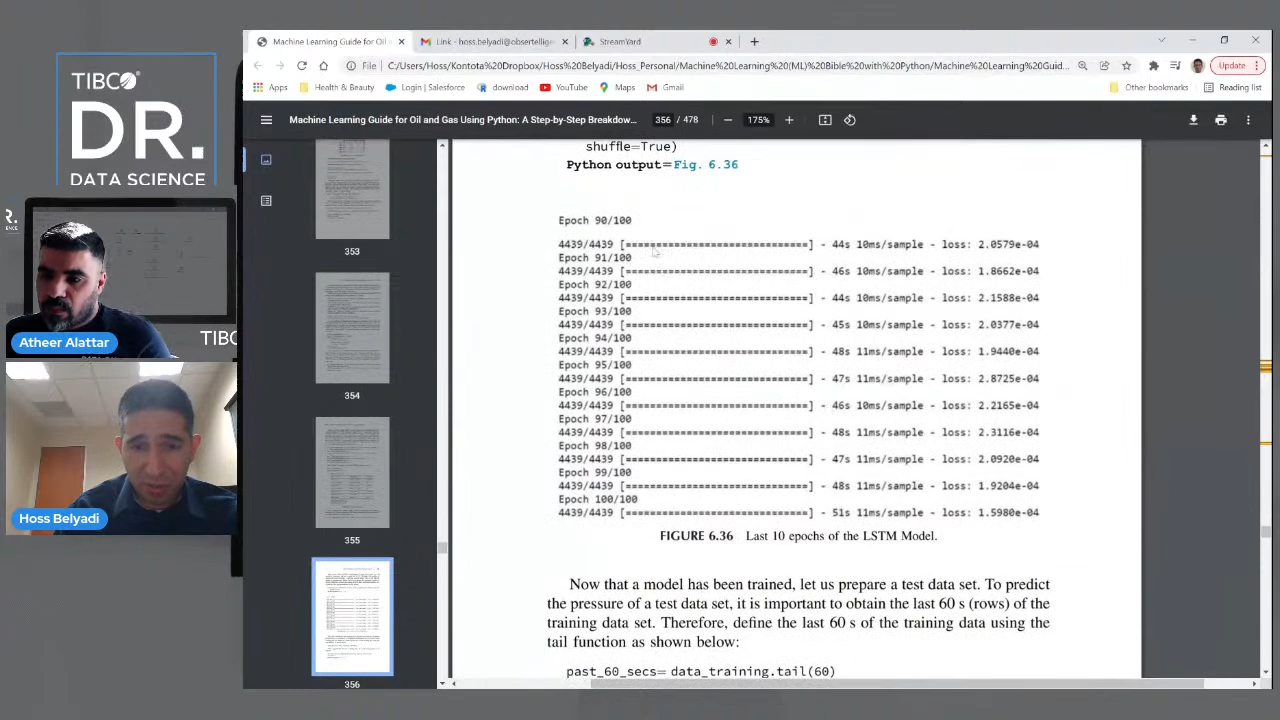 TIBCO®
DR.
DATA SCIENCE
R.
TIBC
Atheer Alattar
Hoss Belyadi
Machine Learning Guide for Oil
Link - hoss.belyadi@obsertellige
StreamYard
File
C:/Users/Hoss/Kontota%20Dropbox/Hoss%20Belyadi/Hoss_Personal/Machine%20Learning%20(ML)%20Bible%20with%20Python/Machine%20Learning%20Guid...
Update
Apps
Health & Beauty
Login | Salesforce
download
YouTube
Maps
Gmail
Other bookmarks
Reading list
Machine Learning Guide for Oil and Gas Using Python: A Step-by-Step Breakdow...
356 / 478
175%
353
354
355
356
shuffle=True)
Python output=Fig. 6.36
Epoch 90/100
4439/4439 [==============================] - 44s 10ms/sample - loss: 2.0579e-04
Epoch 91/100
4439/4439 [==============================] - 46s 10ms/sample - loss: 1.8662e-04
Epoch 92/100
4439/4439 [==============================] - 44s 10ms/sample - loss: 2.1588e-04
Epoch 93/100
4439/4439 [==============================] - 45s 10ms/sample - loss: 2.0377e-04
Epoch 94/100
4439/4439 [==============================] - 48s 11ms/sample - loss: 1.9440e-04
Epoch 95/100
4439/4439 [==============================] - 47s 11ms/sample - loss: 2.8725e-04
Epoch 96/100
4439/4439 [==============================] - 46s 10ms/sample - loss: 2.2165e-04
Epoch 97/100
4439/4439 [==============================] - 48s 11ms/sample - loss: 2.3116e-04
Epoch 98/100
4439/4439 [==============================] - 47s 11ms/sample - loss: 2.0920e-04
Epoch 99/100
4439/4439 [==============================] - 48s 11ms/sample - loss: 1.9204e-04
Epoch 100/100
4439/4439 [==============================] - 51s 11ms/sample - loss: 1.5980e-04
FIGURE 6.36 Last 10 epochs of the LSTM Model.
Now that model has been trained, let us prepare a test data set. To prepare
the premise of a test data set, it is important to obtain the last 60 s (rows) of the
training data set. Therefore, define the last 60 s of the training data using the
tail function as shown below:
past_60_secs= data_training.tail(60)